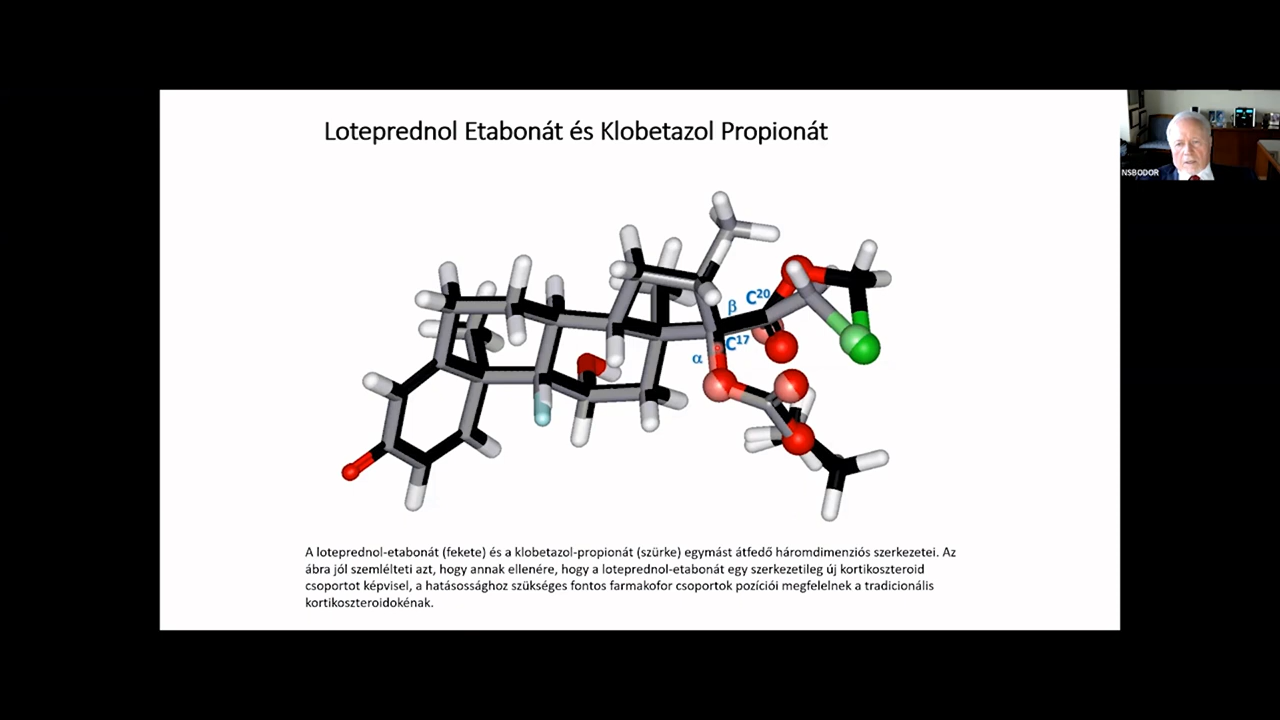 Loteprednol Etabonát és Klobetazol Propionát
NSBODOR
β C²⁰
C¹⁷
α
A loteprednol-etabonát (fekete) és a klobetazol-propionát (szürke) egymást átfedő háromdimenziós szerkezetei. Az
ábra jól szemlélteti azt, hogy annak ellenére, hogy a loteprednol-etabonát egy szerkezetileg új kortikoszteroid
csoportot képvisel, a hatásossághoz szükséges fontos farmakofor csoportok pozíciói megfelelnek a tradicionális
kortikoszteroidokénak.